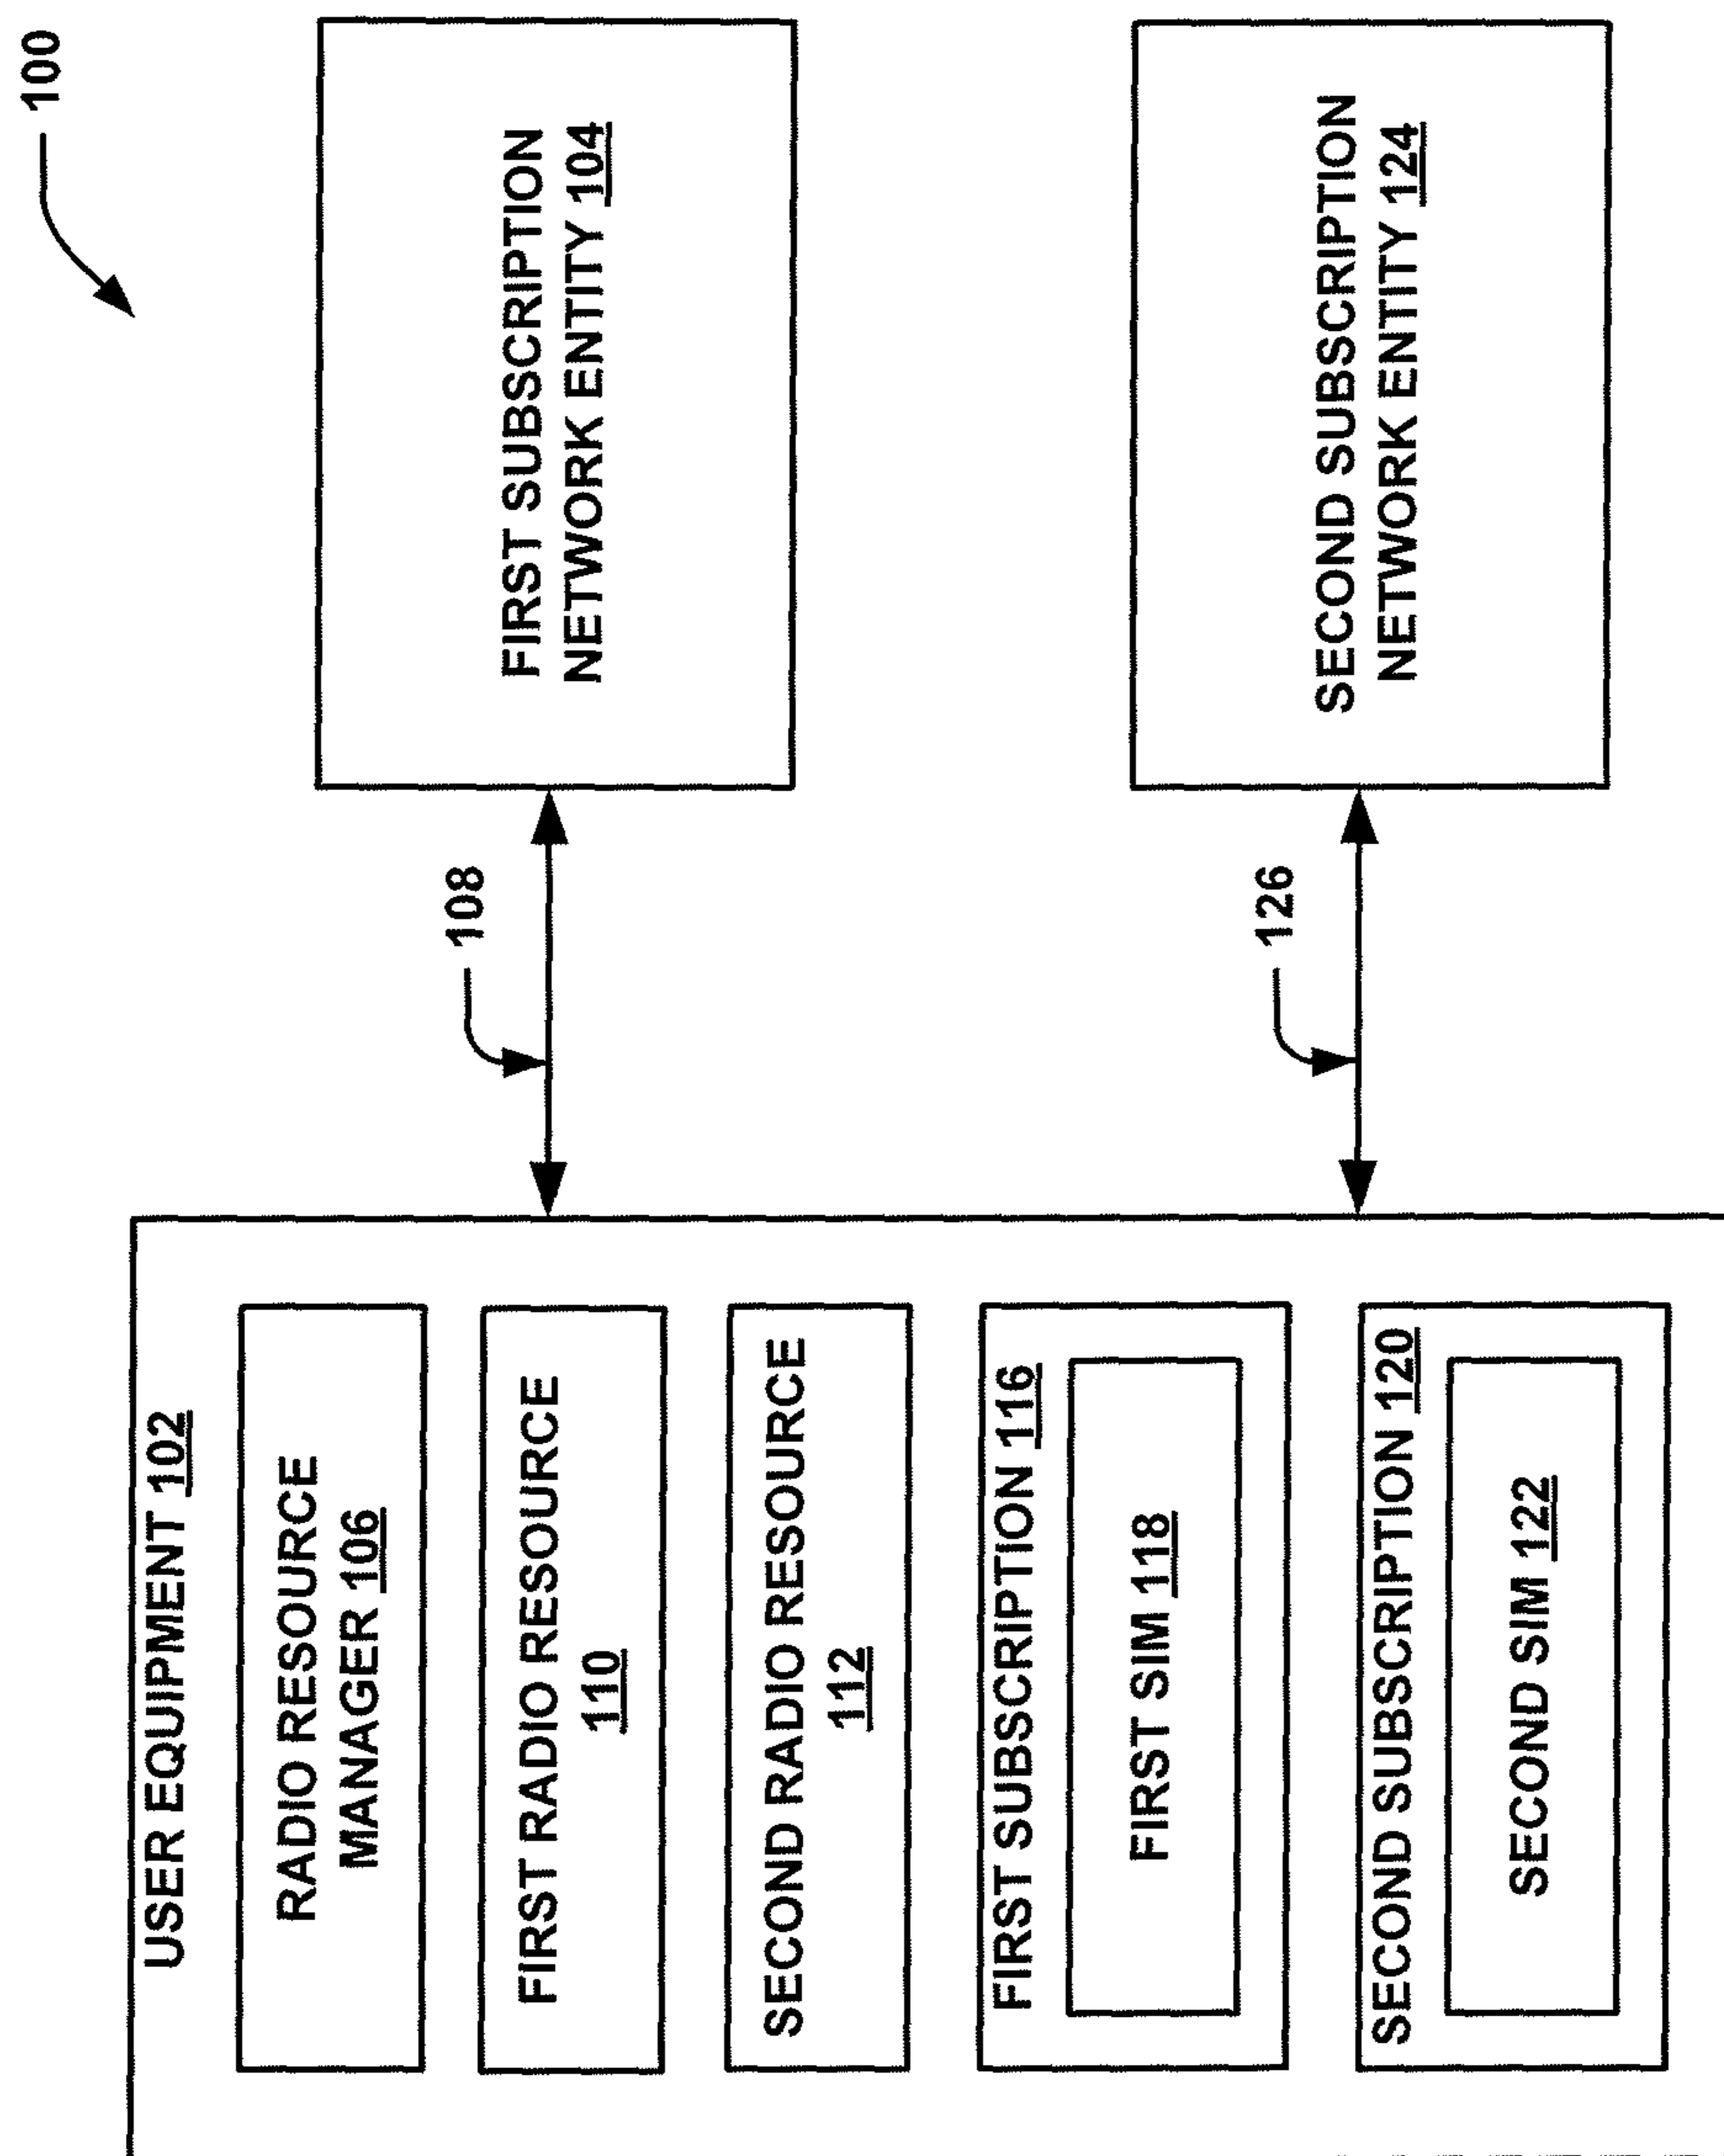 100
USER EQUIPMENT 102
RADIO RESOURCE
MANAGER 106
FIRST RADIO RESOURCE
110
SECOND RADIO RESOURCE
112
FIRST SUBSCRIPTION 116
FIRST SIM 118
SECOND SUBSCRIPTION 120
SECOND SIM 122
108
126
FIRST SUBSCRIPTION
NETWORK ENTITY 104
SECOND SUBSCRIPTION
NETWORK ENTITY 124